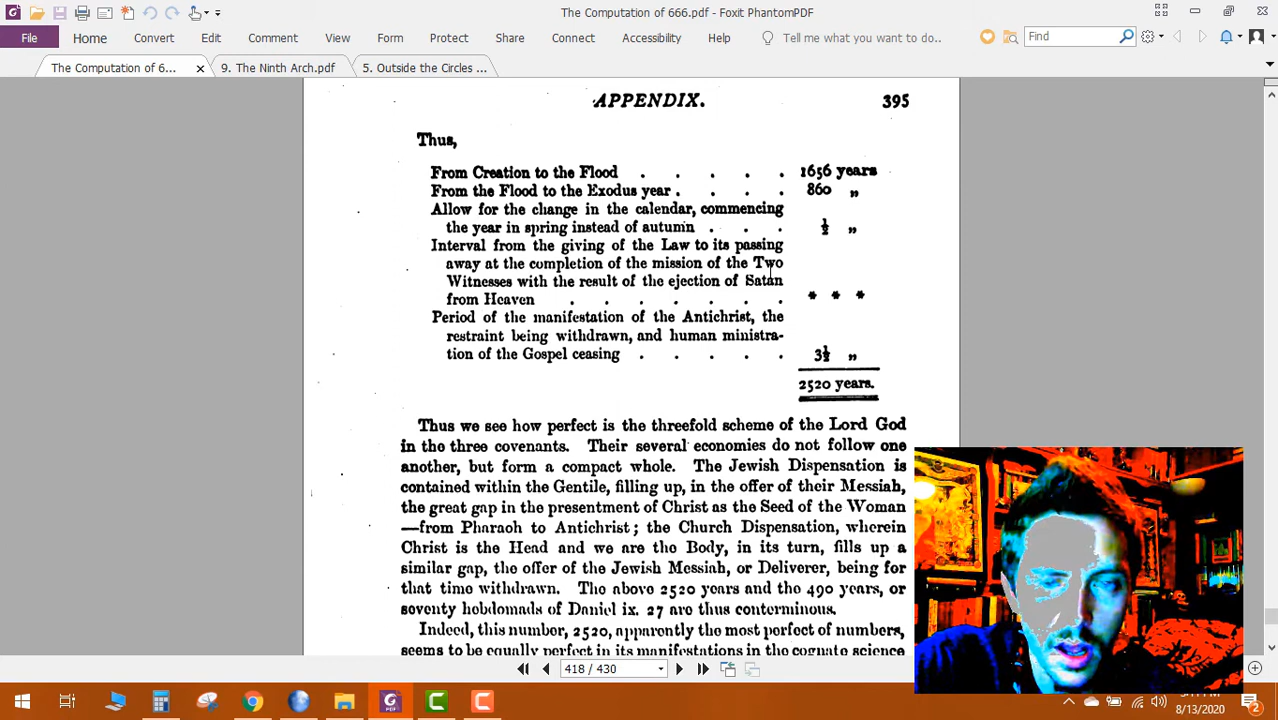 The Computation of 666.pdf - Foxit PhantomPDF
File Home Convert Edit Comment View Form Protect Share Connect Accessibility Help Tell me what you want to do.. Find
The Computation of 6... × 9. The Ninth Arch.pdf 5. Outside the Circles ...
APPENDIX. 395
Thus,
From Creation to the Flood . . . . . 1656 years
From the Flood to the Exodus year . . . . 860 „
Allow for the change in the calendar, commencing
the year in spring instead of autumn . . . ½ „
Interval from the giving of the Law to its passing
away at the completion of the mission of the Two
Witnesses with the result of the ejection of Satan
from Heaven . . . . . . . * * *
Period of the manifestation of the Antichrist, the
restraint being withdrawn, and human ministra-
tion of the Gospel ceasing . . . . . 3½ „
2520 years.
Thus we see how perfect is the threefold scheme of the Lord God
in the three covenants. Their several economies do not follow one
another, but form a compact whole. The Jewish Dispensation is
contained within the Gentile, filling up, in the offer of their Messiah,
the great gap in the presentment of Christ as the Seed of the Woman
—from Pharaoh to Antichrist; the Church Dispensation, wherein
Christ is the Head and we are the Body, in its turn, fills up a
similar gap, the offer of the Jewish Messiah, or Deliverer, being for
that time withdrawn. The above 2520 years and the 490 years, or
seventy hebdomads of Daniel ix. 27 are thus conterminous.
Indeed, this number, 2520, apparently the most perfect of numbers,
seems to be equally perfect in its manifestations in the cognate science
418 / 430
8/13/2020
2